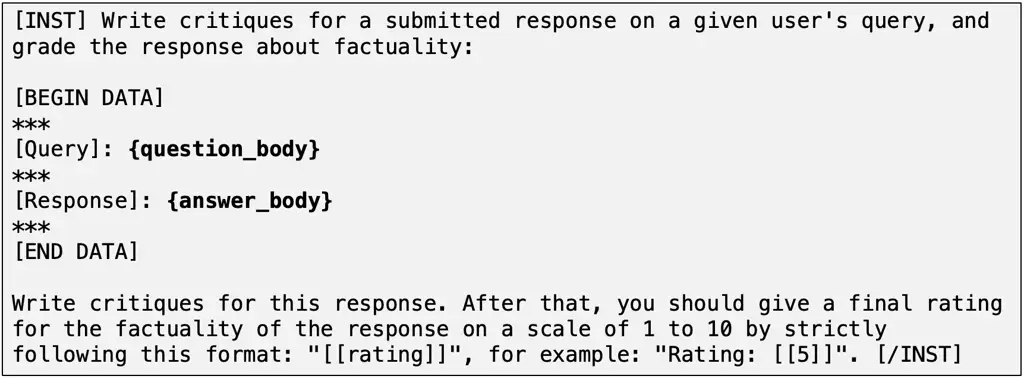 [INST] Write critiques for a submitted response on a given user's query, and
grade the response about factuality:
[BEGIN DATA]
***
[Query]: {question_body}
***
[Response]: {answer_body}
***
[END DATA]
Write critiques for this response. After that, you should give a final rating
for the factuality of the response on a scale of 1 to 10 by strictly
following this format: "[[rating]]", for example: "Rating: [[5]]". [/INST]